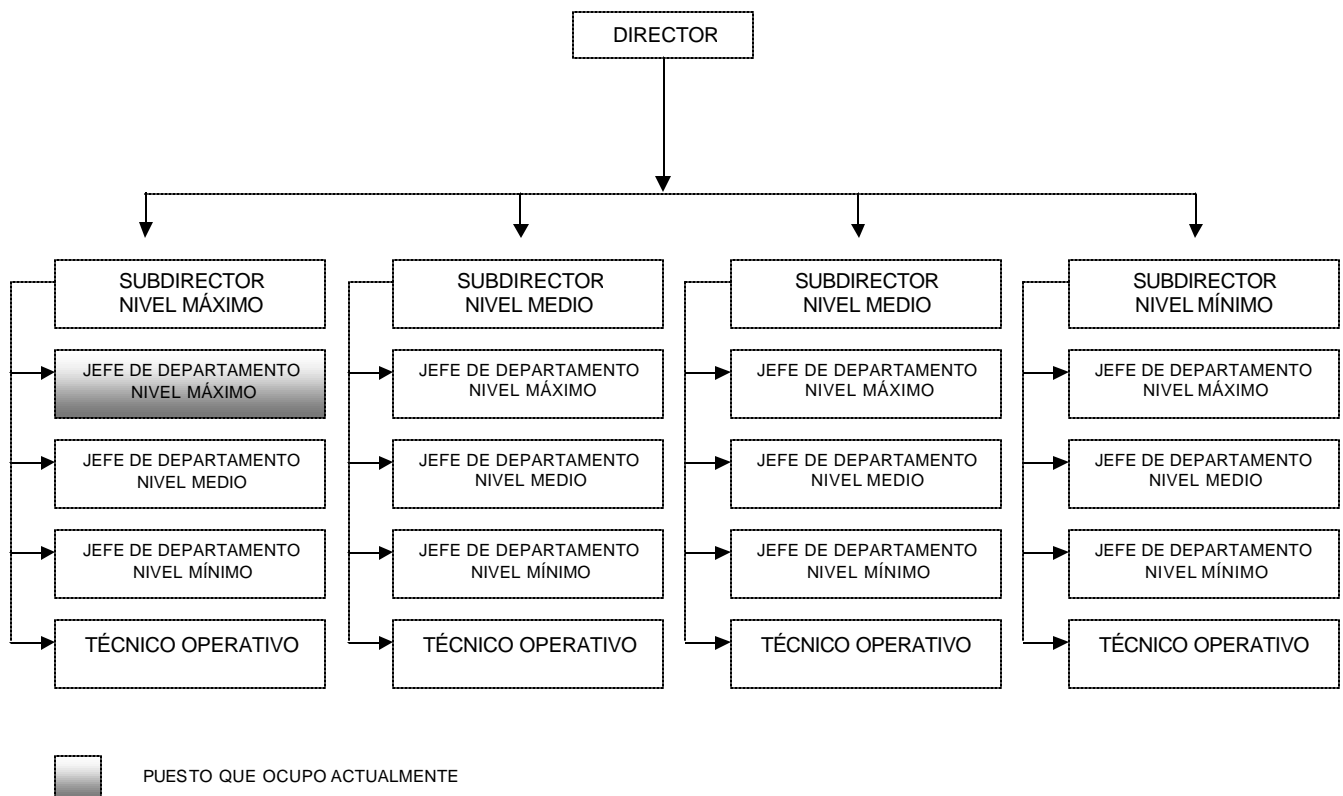 DIRECTOR
SUBDIRECTOR
NIVEL MÁXIMO
JEFE DE DEPARTAMENTO
NIVEL MÁXIMO
JEFE DE DEPARTAMENTO
NIVEL MEDIO
JEFE DE DEPARTAMENTO
NIVEL MÍNIMO
TÉCNICO OPERATIVO
SUBDIRECTOR
NIVEL MEDIO
JEFE DE DEPARTAMENTO
NIVEL MÁXIMO
JEFE DE DEPARTAMENTO
NIVEL MEDIO
JEFE DE DEPARTAMENTO
NIVEL MÍNIMO
TÉCNICO OPERATIVO
SUBDIRECTOR
NIVEL MEDIO
JEFE DE DEPARTAMENTO
NIVEL MÁXIMO
JEFE DE DEPARTAMENTO
NIVEL MEDIO
JEFE DE DEPARTAMENTO
NIVEL MÍNIMO
TÉCNICO OPERATIVO
SUBDIRECTOR
NIVEL MÍNIMO
JEFE DE DEPARTAMENTO
NIVEL MÁXIMO
JEFE DE DEPARTAMENTO
NIVEL MEDIO
JEFE DE DEPARTAMENTO
NIVEL MÍNIMO
TÉCNICO OPERATIVO
PUESTO QUE OCUPO ACTUALMENTE